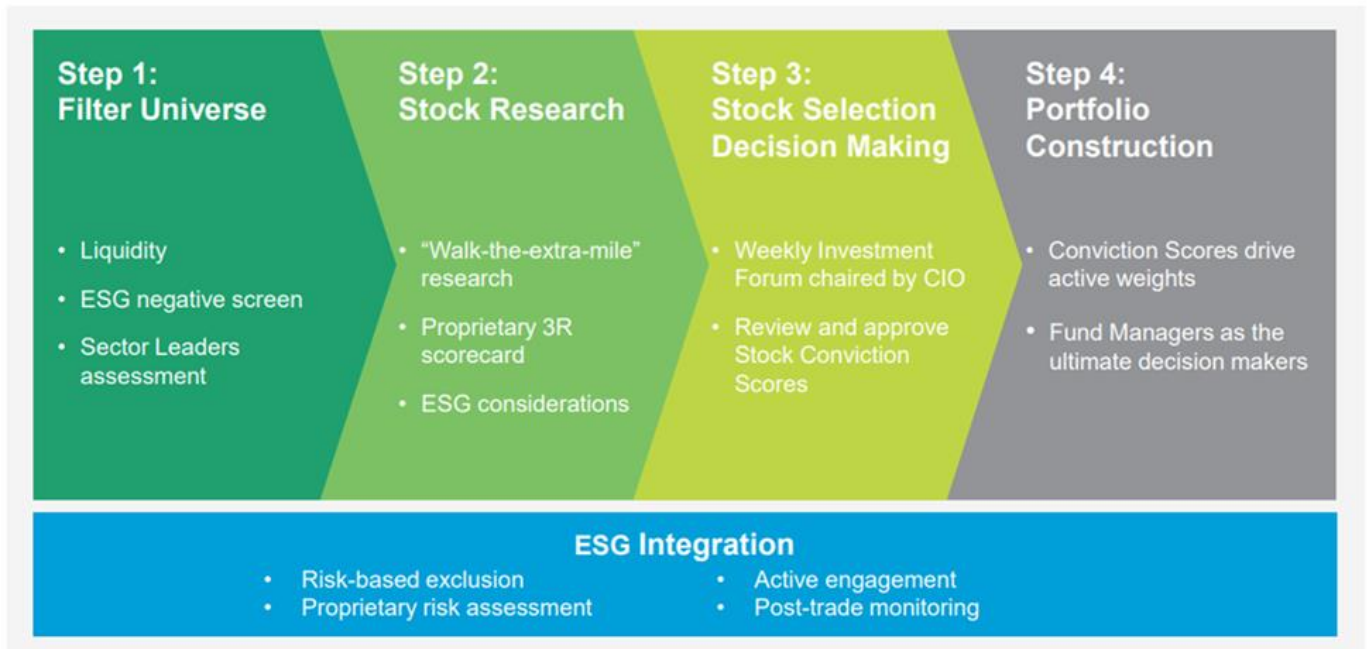 Step 1:
Filter Universe
• Liquidity
• ESG negative screen
• Sector Leaders
assessment
Step 2:
Stock Research
• “Walk-the-extra-mile”
research
• Proprietary 3R
scorecard
• ESG considerations
Step 3:
Stock Selection
Decision Making
• Weekly Investment
Forum chaired by CIO
• Review and approve
Stock Conviction
Scores
Step 4:
Portfolio
Construction
• Conviction Scores drive
active weights
• Fund Managers as the
ultimate decision makers
ESG Integration
• Risk-based exclusion
• Proprietary risk assessment
• Active engagement
• Post-trade monitoring